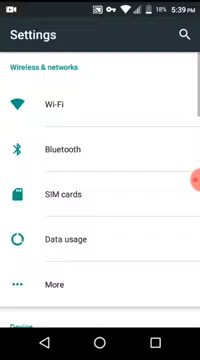 18% 5:39 PM
Settings
Wireless & networks
Wi-Fi
Bluetooth
SIM cards
Data usage
More
Device